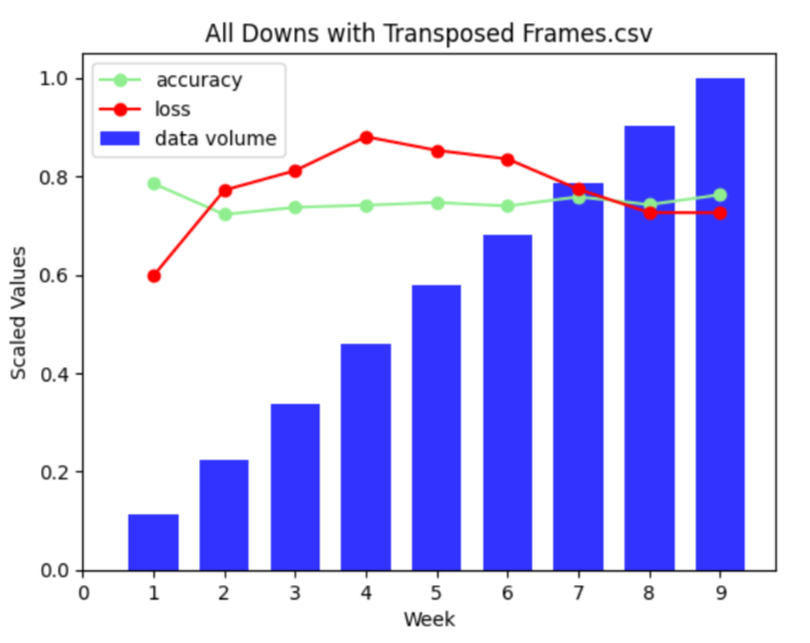 All Downs with Transposed Frames.csv
accuracy
loss
data volume
Scaled Values
1.0
0.8
0.6
0.4
0.2
0.0
0 1 2 3 4 5 6 7 8 9
Week